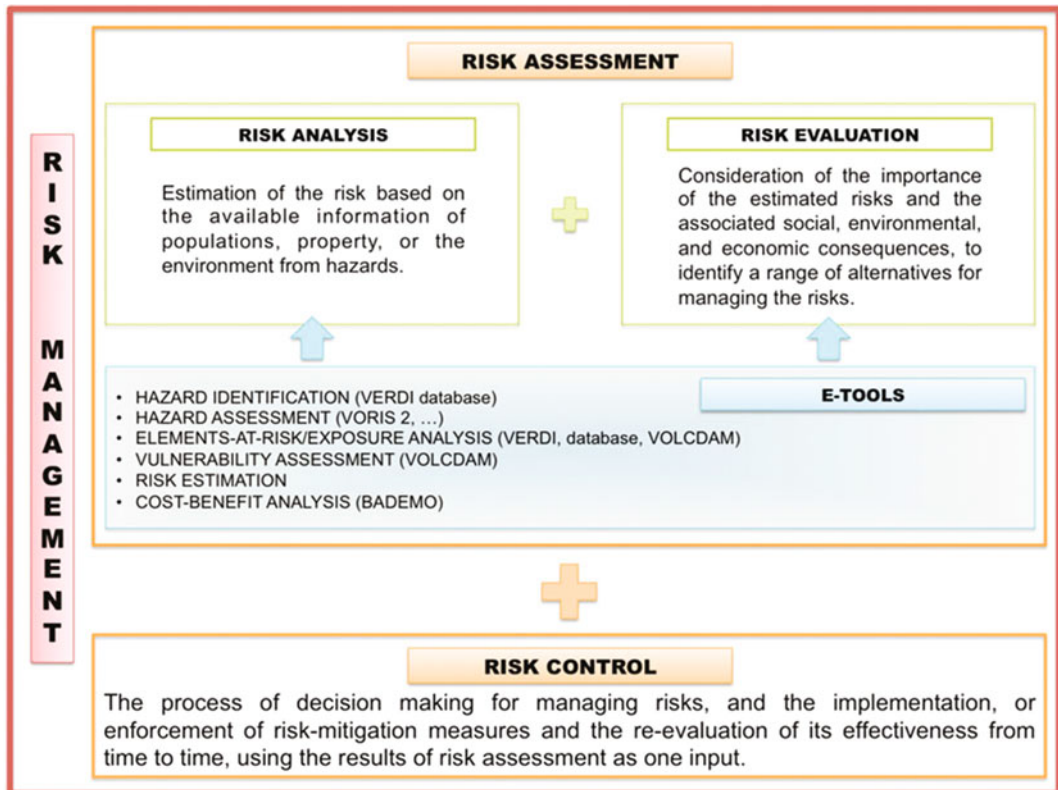 RISK MANAGEMENT
RISK ASSESSMENT
RISK ANALYSIS
Estimation of the risk based on
the available information of
populations, property, or the
environment from hazards.
RISK EVALUATION
Consideration of the importance
of the estimated risks and the
associated social, environmental,
and economic consequences, to
identify a range of alternatives for
managing the risks.
E-TOOLS
• HAZARD IDENTIFICATION (VERDI database)
• HAZARD ASSESSMENT (VORIS 2, ...)
• ELEMENTS-AT-RISK/EXPOSURE ANALYSIS (VERDI, database, VOLCDAM)
• VULNERABILITY ASSESSMENT (VOLCDAM)
• RISK ESTIMATION
• COST-BENEFIT ANALYSIS (BADEMO)
RISK CONTROL
The process of decision making for managing risks, and the implementation, or
enforcement of risk-mitigation measures and the re-evaluation of its effectiveness from
time to time, using the results of risk assessment as one input.